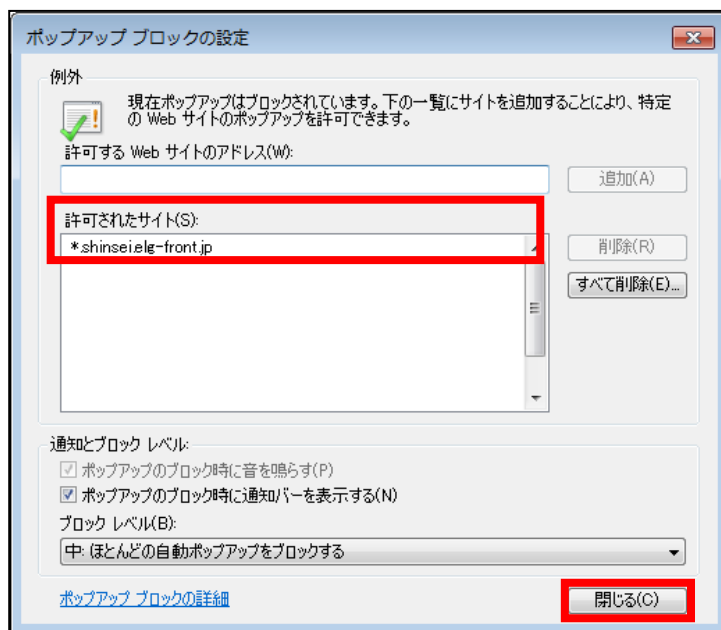 ポップアップ ブロックの設定
例外
現在ポップアップはブロックされています。下の一覧にサイトを追加することにより、特定
の Web サイトのポップアップを許可できます。
許可する Web サイトのアドレス(W):
追加(A)
許可されたサイト(S):
*.shinsei.elg-front.jp
削除(R)
すべて削除(E)...
通知とブロック レベル:
ポップアップのブロック時に音を鳴らす(P)
ポップアップのブロック時に通知バーを表示する(N)
ブロック レベル(B):
中: ほとんどの自動ポップアップをブロックする
ポップアップ ブロックの詳細
閉じる(C)